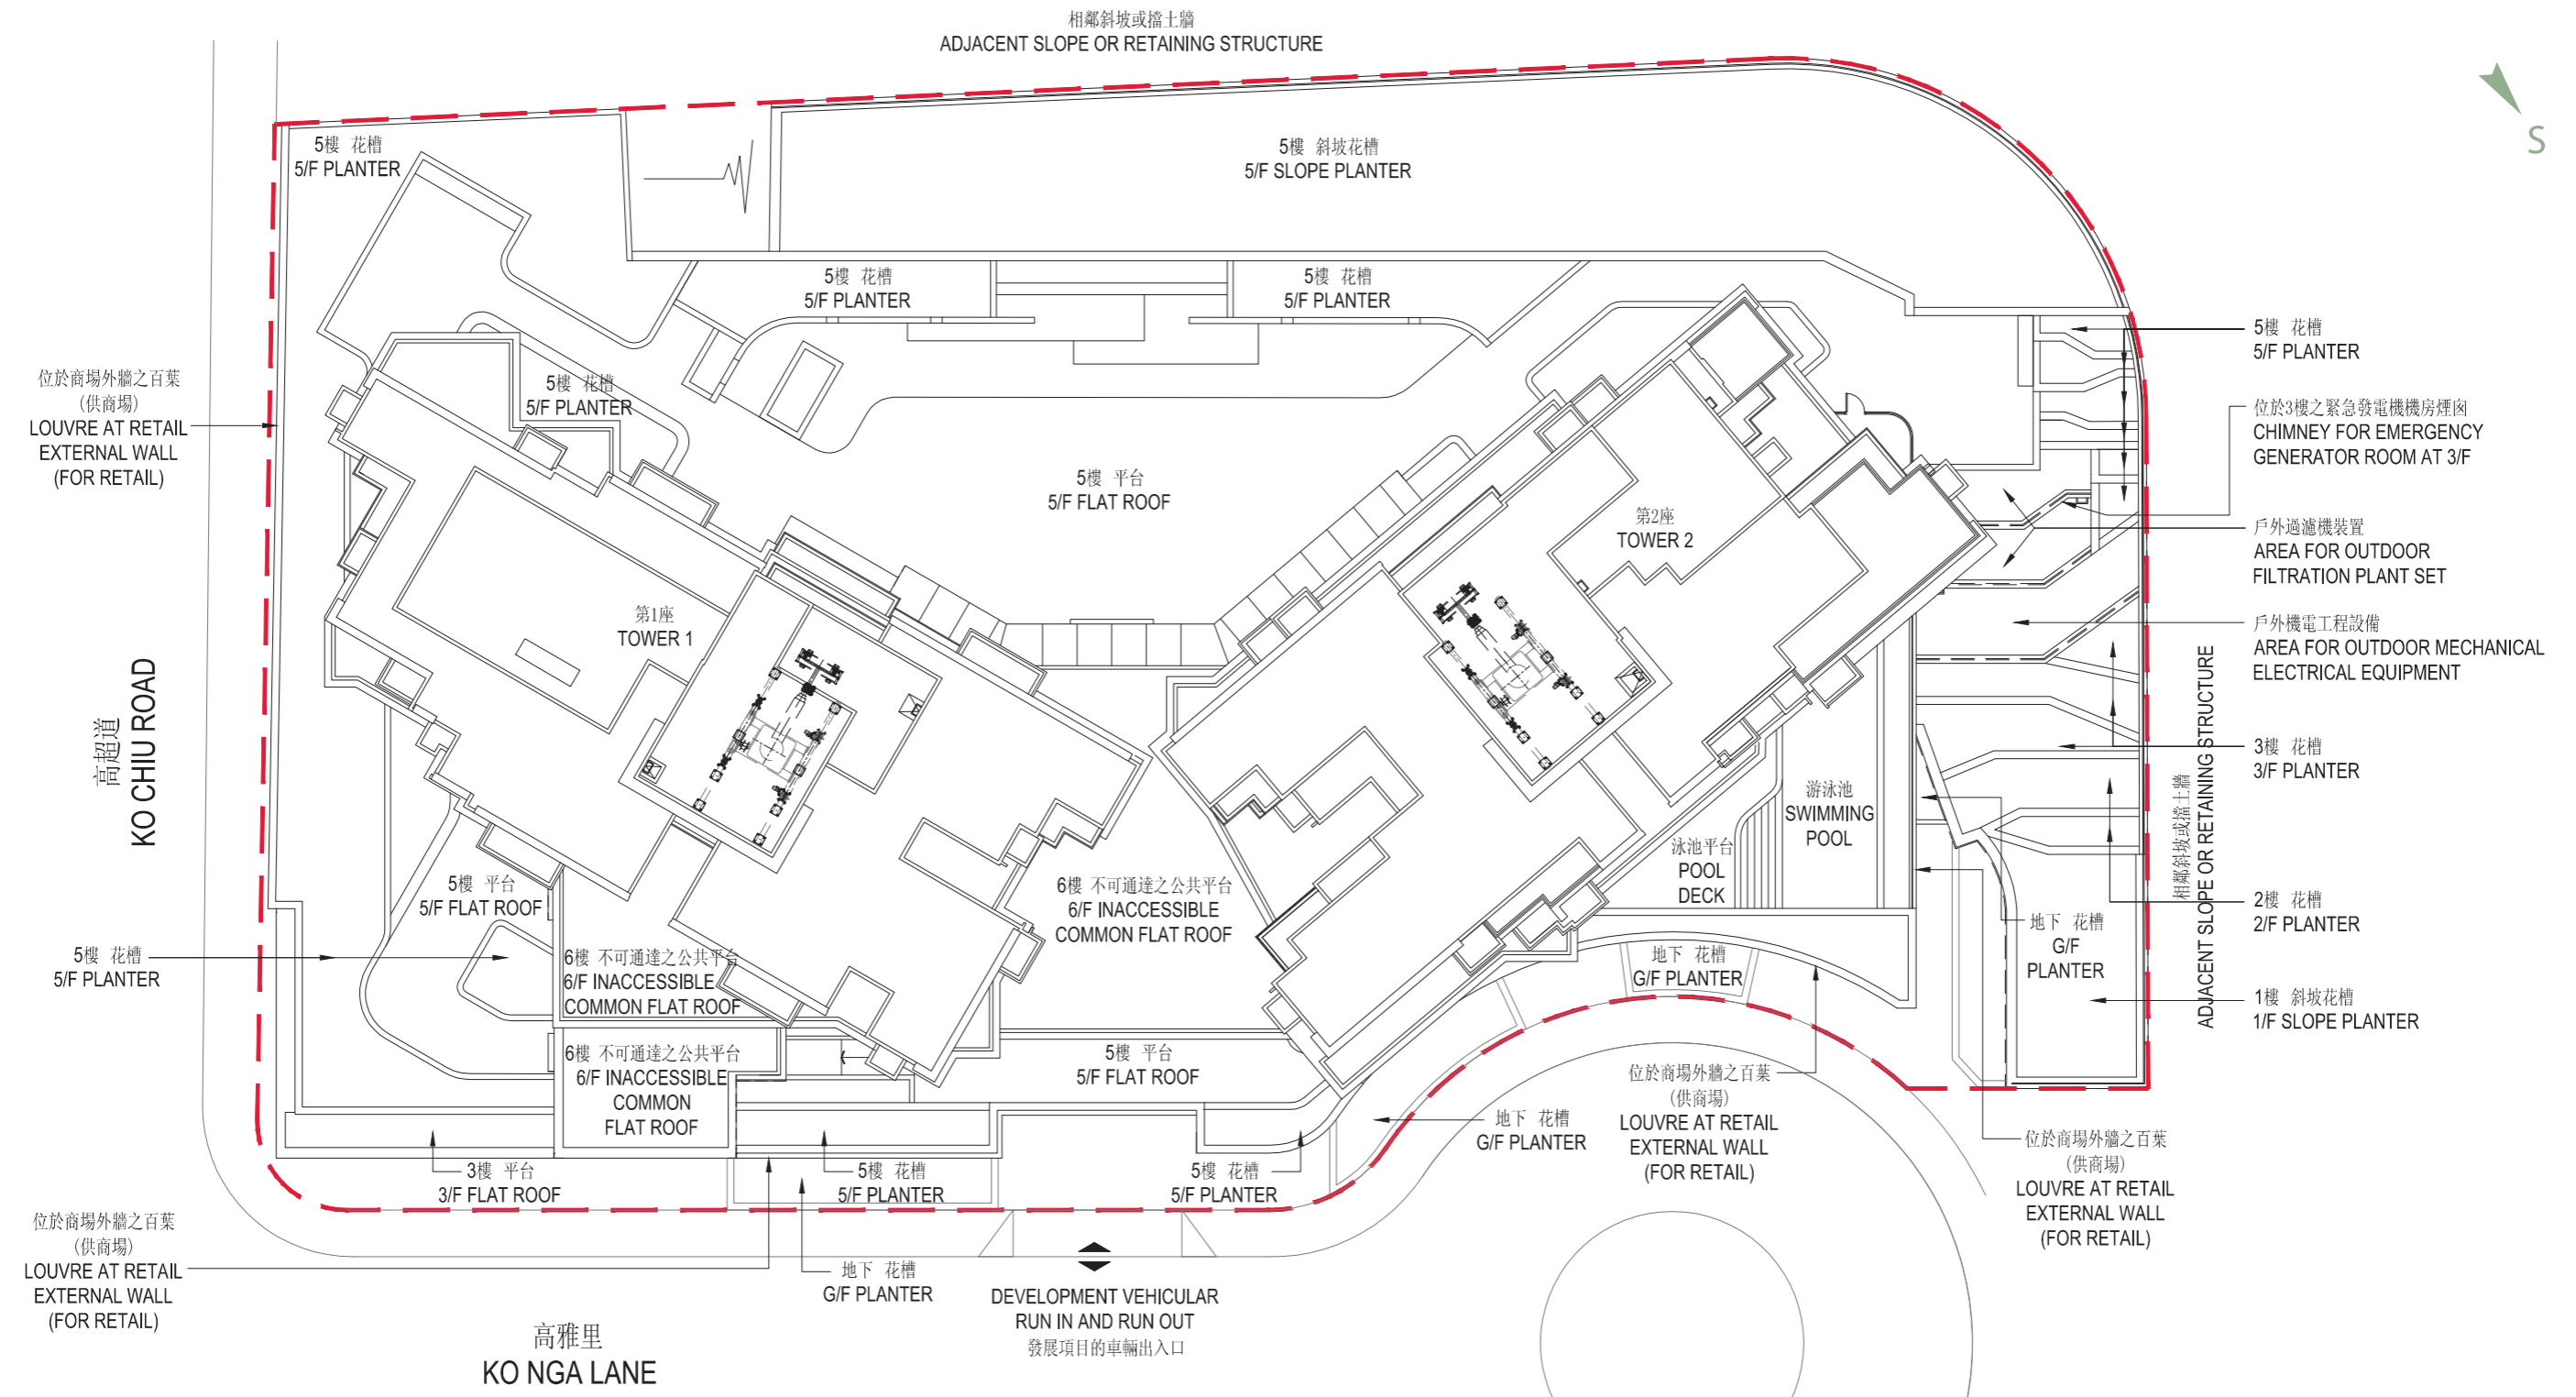 相鄰斜坡或擋土牆
ADJACENT SLOPE OR RETAINING STRUCTURE
S
5樓 花槽
5/F PLANTER
5樓 斜坡花槽
5/F SLOPE PLANTER
5樓 花槽
5/F PLANTER
5樓 花槽
5/F PLANTER
5樓 花槽
5/F PLANTER
位於商場外牆之百葉
(供商場)
LOUVRE AT RETAIL
EXTERNAL WALL
(FOR RETAIL)
5樓 花槽
5/F PLANTER
位於3樓之緊急發電機機房煙囪
CHIMNEY FOR EMERGENCY
GENERATOR ROOM AT 3/F
5樓 平台
5/F FLAT ROOF
第2座
TOWER 2
戶外過濾機裝置
AREA FOR OUTDOOR
FILTRATION PLANT SET
第1座
TOWER 1
戶外機電工程設備
AREA FOR OUTDOOR MECHANICAL
ELECTRICAL EQUIPMENT
高超道
KO CHIU ROAD
相鄰斜坡或擋土牆
ADJACENT SLOPE OR RETAINING STRUCTURE
3樓 花槽
3/F PLANTER
游泳池
SWIMMING
POOL
泳池平台
POOL
DECK
5樓 平台
5/F FLAT ROOF
6樓 不可通達之公共平台
6/F INACCESSIBLE
COMMON FLAT ROOF
2樓 花槽
2/F PLANTER
地下 花槽
G/F
PLANTER
5樓 花槽
5/F PLANTER
6樓 不可通達之公共平台
6/F INACCESSIBLE
COMMON FLAT ROOF
地下 花槽
G/F PLANTER
1樓 斜坡花槽
1/F SLOPE PLANTER
6樓 不可通達之公共平台
6/F INACCESSIBLE
COMMON
FLAT ROOF
5樓 平台
5/F FLAT ROOF
位於商場外牆之百葉
(供商場)
LOUVRE AT RETAIL
EXTERNAL WALL
(FOR RETAIL)
地下 花槽
G/F PLANTER
位於商場外牆之百葉
(供商場)
LOUVRE AT RETAIL
EXTERNAL WALL
(FOR RETAIL)
3樓 平台
3/F FLAT ROOF
5樓 花槽
5/F PLANTER
5樓 花槽
5/F PLANTER
位於商場外牆之百葉
(供商場)
LOUVRE AT RETAIL
EXTERNAL WALL
(FOR RETAIL)
地下 花槽
G/F PLANTER
DEVELOPMENT VEHICULAR
RUN IN AND RUN OUT
發展項目的車輛出入口
高雅里
KO NGA LANE